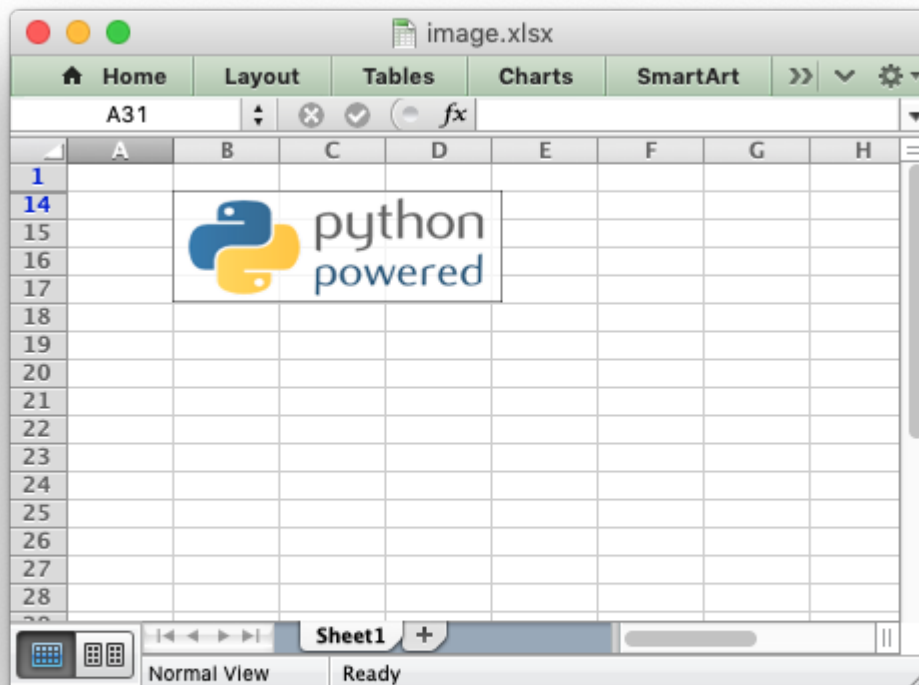 image.xlsx
Home Layout Tables Charts SmartArt
A31 fx
A B C D E F G H
1
14
python
15
16
powered
17
18
19
20
21
22
23
24
25
26
27
28
Sheet1 +
Normal View Ready